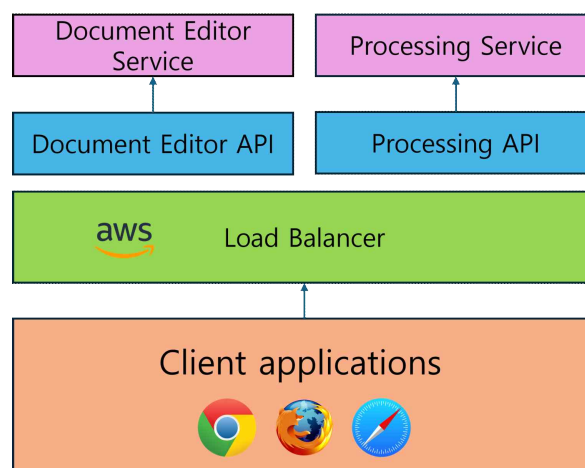 Document Editor
Service
Processing Service
Document Editor API
Processing API
aws
Load Balancer
Client applications